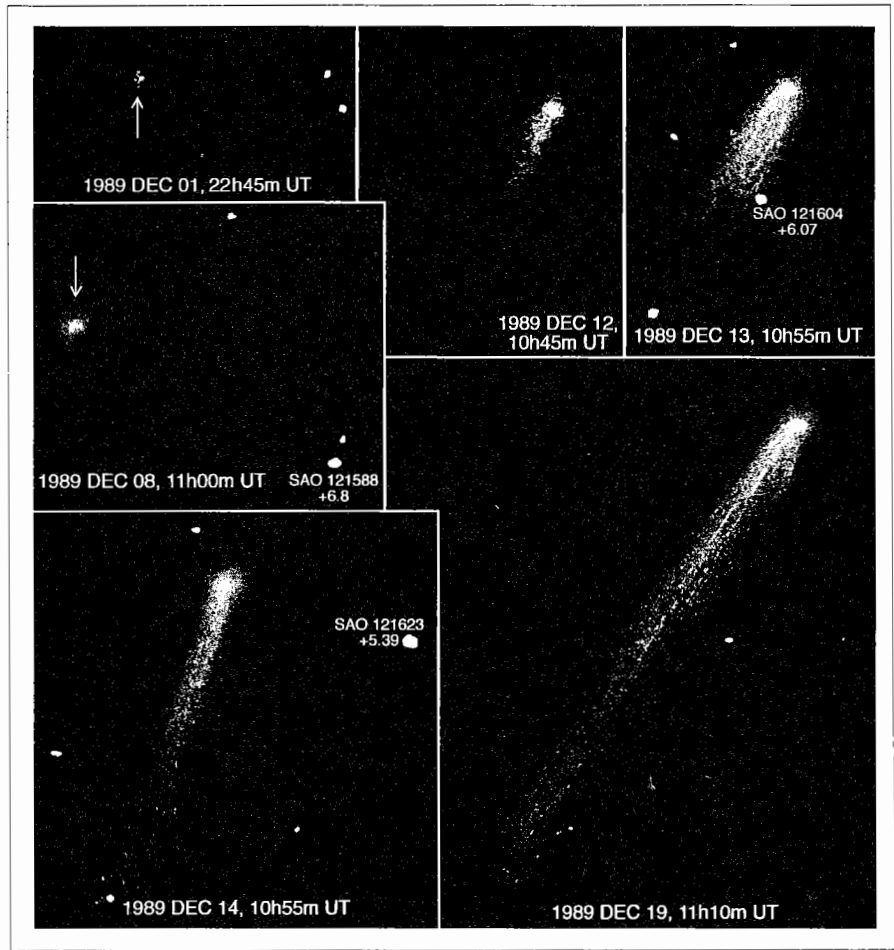 1989 DEC 01, 22h45m UT
1989 DEC 12,
10h45m UT
SAO 121604
+6.07
1989 DEC 13, 10h55m UT
1989 DEC 08, 11h00m UT
SAO 121588
+6.8
SAO 121623
+5.39
1989 DEC 14, 10h55m UT
1989 DEC 19, 11h10m UT